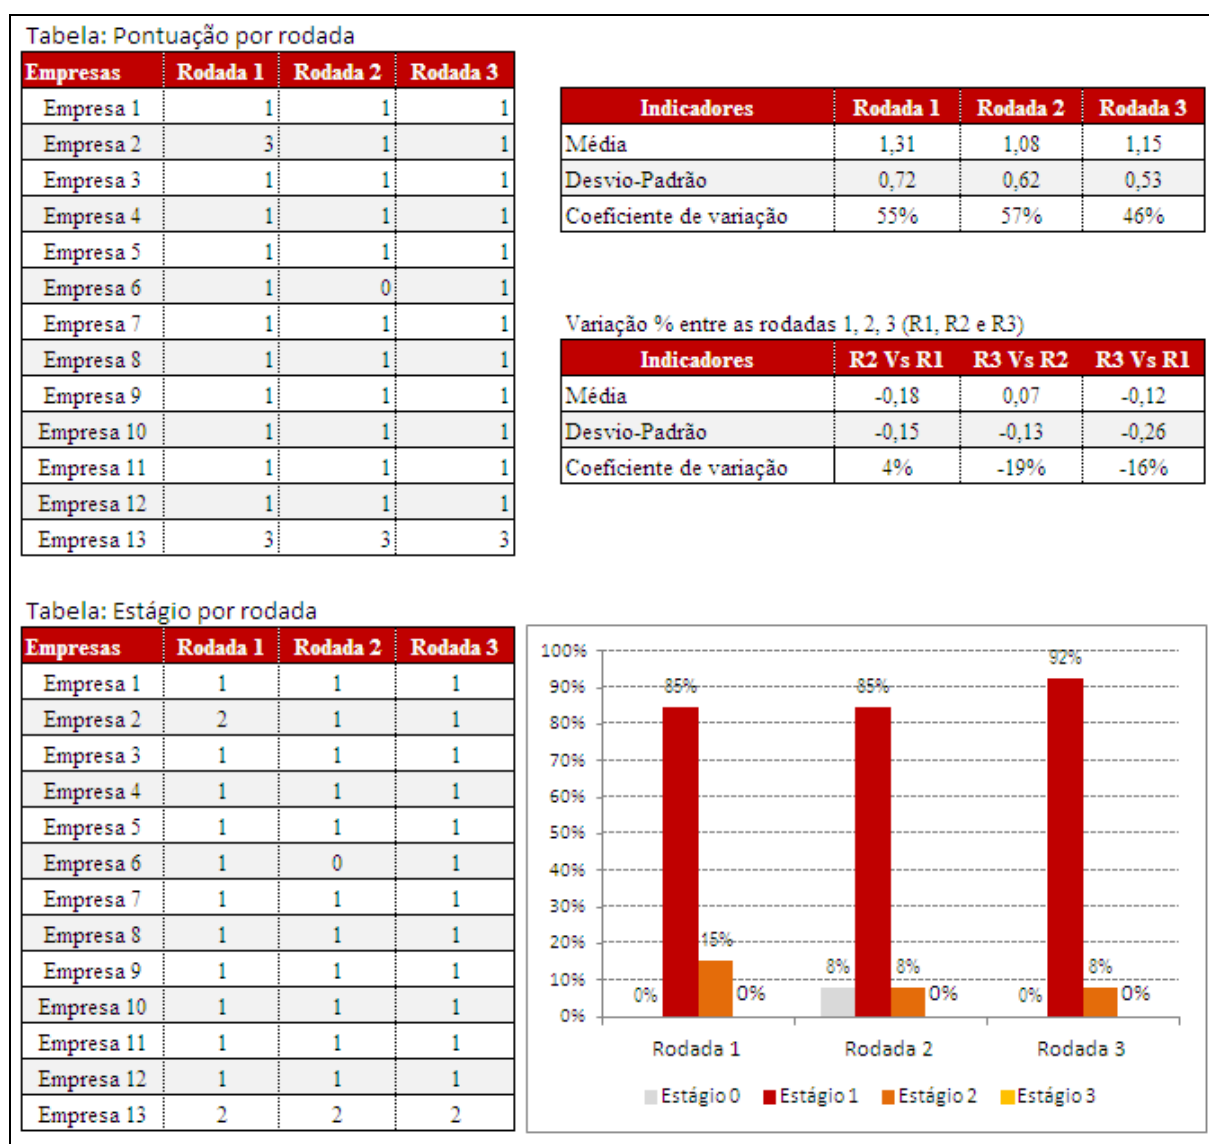 Tabela: Pontuação por rodada
Empresas Rodada 1 Rodada 2 Rodada 3
Empresa 1 1 1 1
Empresa 2 3 1 1
Empresa 3 1 1 1
Empresa 4 1 1 1
Empresa 5 1 1 1
Empresa 6 1 0 1
Empresa 7 1 1 1
Empresa 8 1 1 1
Empresa 9 1 1 1
Empresa 10 1 1 1
Empresa 11 1 1 1
Empresa 12 1 1 1
Empresa 13 3 3 3
Indicadores Rodada 1 Rodada 2 Rodada 3
Média 1,31 1,08 1,15
Desvio-Padrão 0,72 0,62 0,53
Coeficiente de variação 55% 57% 46%
Variação % entre as rodadas 1, 2, 3 (R1, R2 e R3)
Indicadores R2 Vs R1 R3 Vs R2 R3 Vs R1
Média -0,18 0,07 -0,12
Desvio-Padrão -0,15 -0,13 -0,26
Coeficiente de variação 4% -19% -16%
Tabela: Estágio por rodada
Empresas Rodada 1 Rodada 2 Rodada 3
Empresa 1 1 1 1
Empresa 2 2 1 1
Empresa 3 1 1 1
Empresa 4 1 1 1
Empresa 5 1 1 1
Empresa 6 1 0 1
Empresa 7 1 1 1
Empresa 8 1 1 1
Empresa 9 1 1 1
Empresa 10 1 1 1
Empresa 11 1 1 1
Empresa 12 1 1 1
Empresa 13 2 2 2
100%
90%
80%
70%
60%
50%
40%
30%
20%
10%
0%
0% 85% 15% 0%
8% 85% 8% 0%
0% 92% 8% 0%
Rodada 1 Rodada 2 Rodada 3
Estágio 0 Estágio 1 Estágio 2 Estágio 3